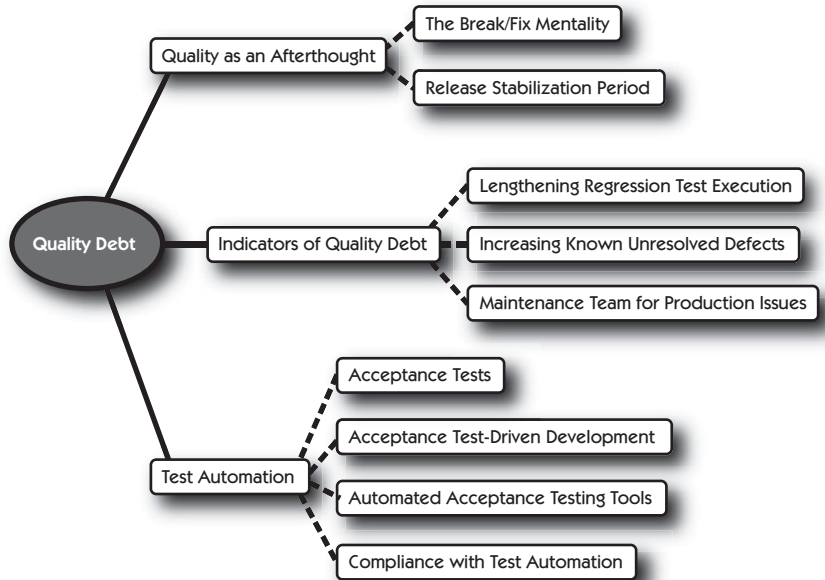 The Break/Fix Mentality
Quality as an Afterthought
Release Stabilization Period
Lengthening Regression Test Execution
Quality Debt
Indicators of Quality Debt
Increasing Known Unresolved Defects
Maintenance Team for Production Issues
Acceptance Tests
Acceptance Test-Driven Development
Test Automation
Automated Acceptance Testing Tools
Compliance with Test Automation